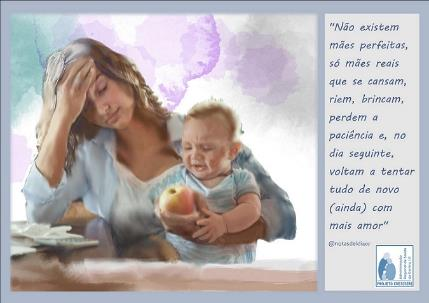 "Não existem
mães perfeitas,
só mães reais
que se cansam,
riem, brincam,
perdem a
paciência e, no
dia seguinte,
voltam a tentar
tudo de novo
(ainda) com
mais amor"
PROJETO CRESCER